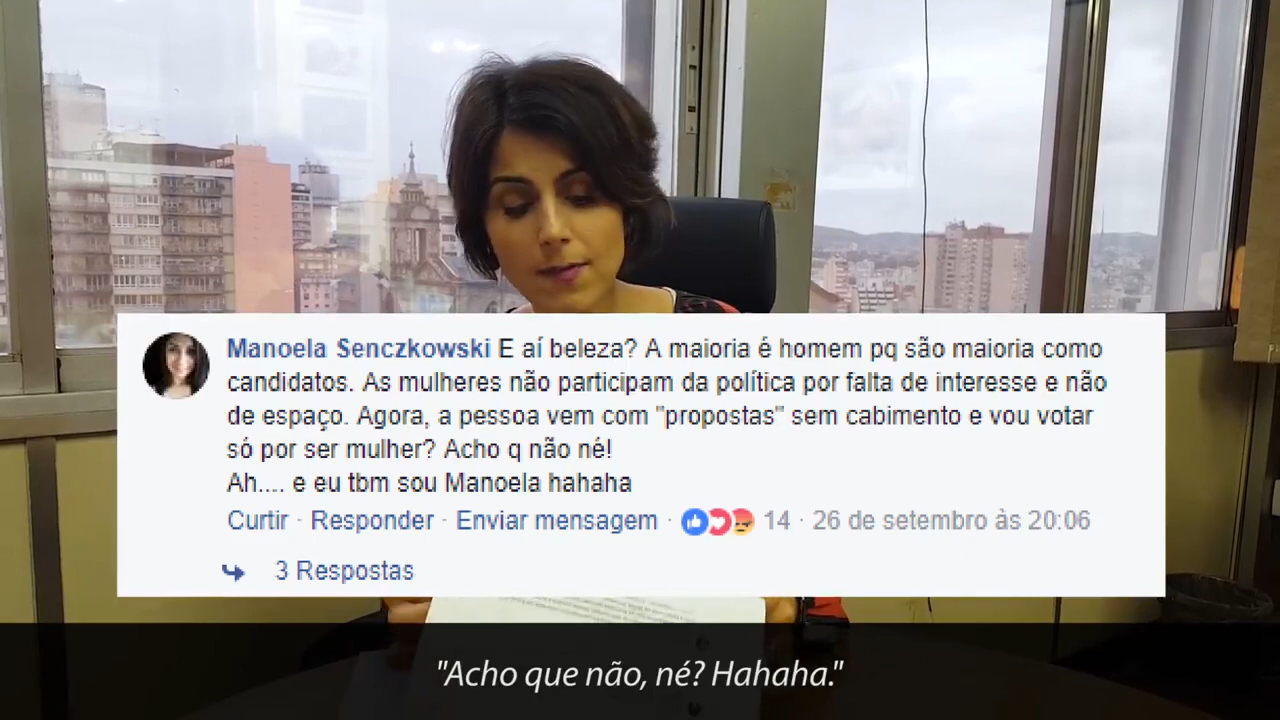 Manoela Senczkowski E aí beleza? A maioria é homem pq são maioria como
candidatos. As mulheres não participam da política por falta de interesse e não
de espaço. Agora, a pessoa vem com "propostas" sem cabimento e vou votar
só por ser mulher? Acho q não né!
Ah.... e eu tbm sou Manoela hahaha
Curtir · Responder · Enviar mensagem · 14 · 26 de setembro às 20:06
3 Respostas
"Acho que não, né? Hahaha."